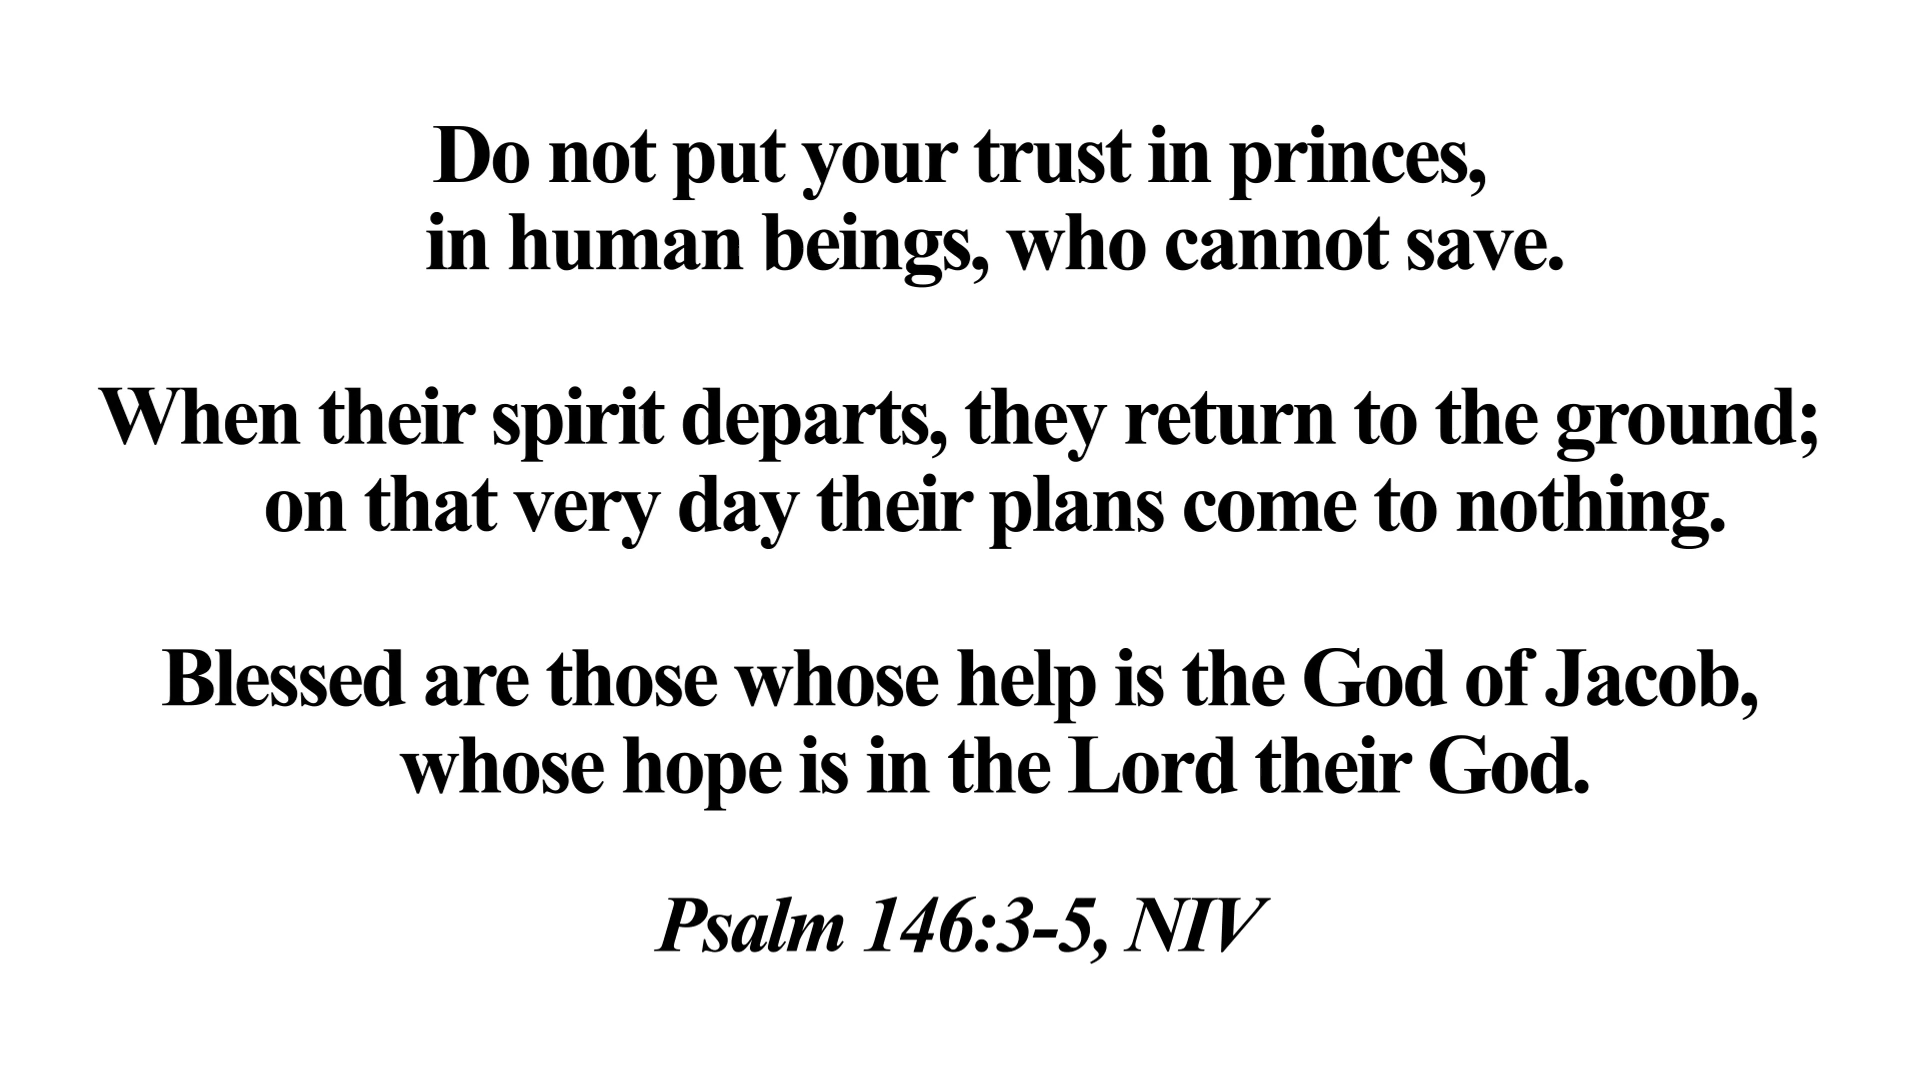 Do not put your trust in princes,
in human beings, who cannot save.
When their spirit departs, they return to the ground;
on that very day their plans come to nothing.
Blessed are those whose help is the God of Jacob,
whose hope is in the Lord their God.
Psalm 146:3-5, NIV